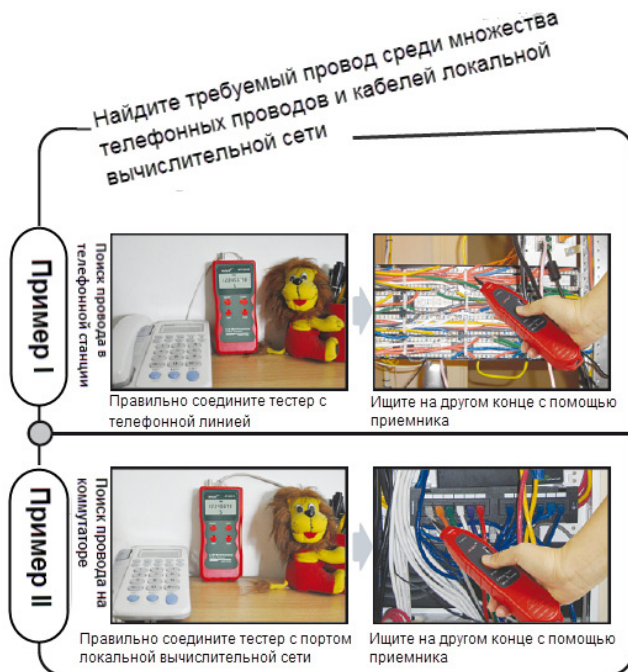 Найдите требуемый провод среди множества
телефонных проводов и кабелей локальной
вычислительной сети
Пример I
Поиск провода в
телефонной станции
Правильно соедините тестер с
телефонной линией
Ищите на другом конце с помощью
приемника
Пример II
Поиск провода на
коммутаторе
Правильно соедините тестер с портом
локальной вычислительной сети
Ищите на другом конце с помощью
приемника